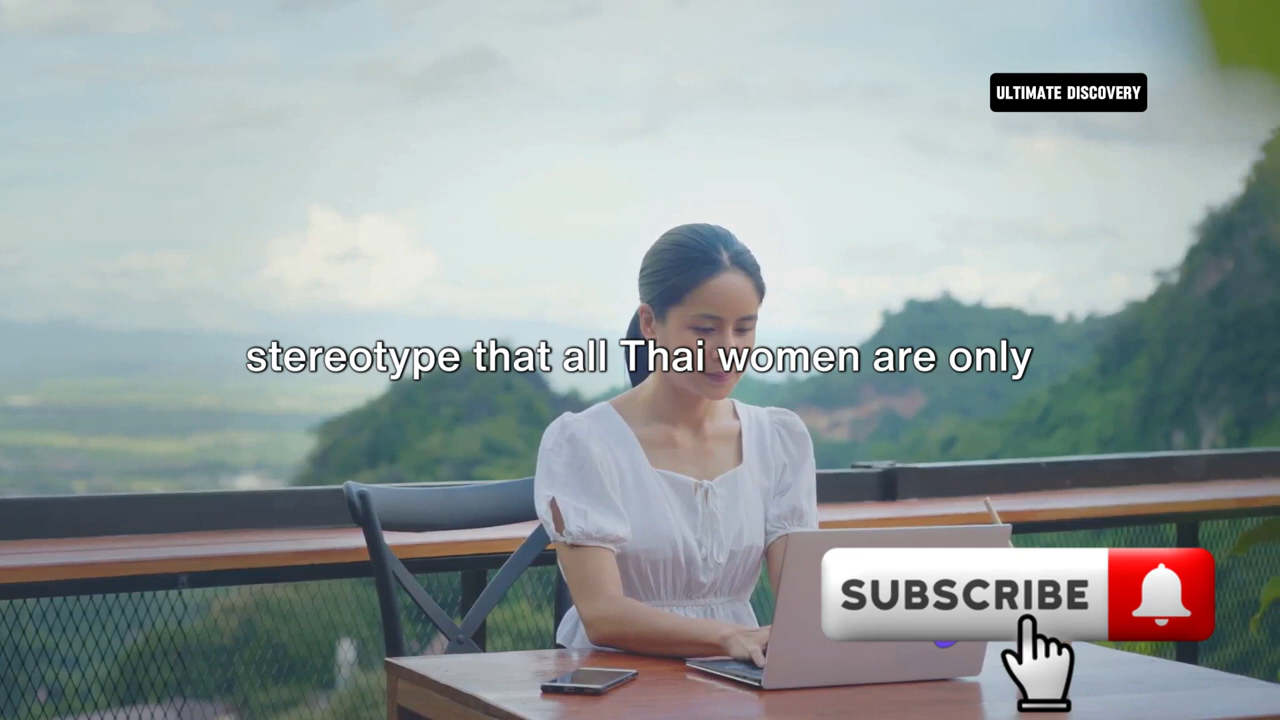 ULTIMATE DISCOVERY
stereotype that all Thai women are only
SUBSCRIBE